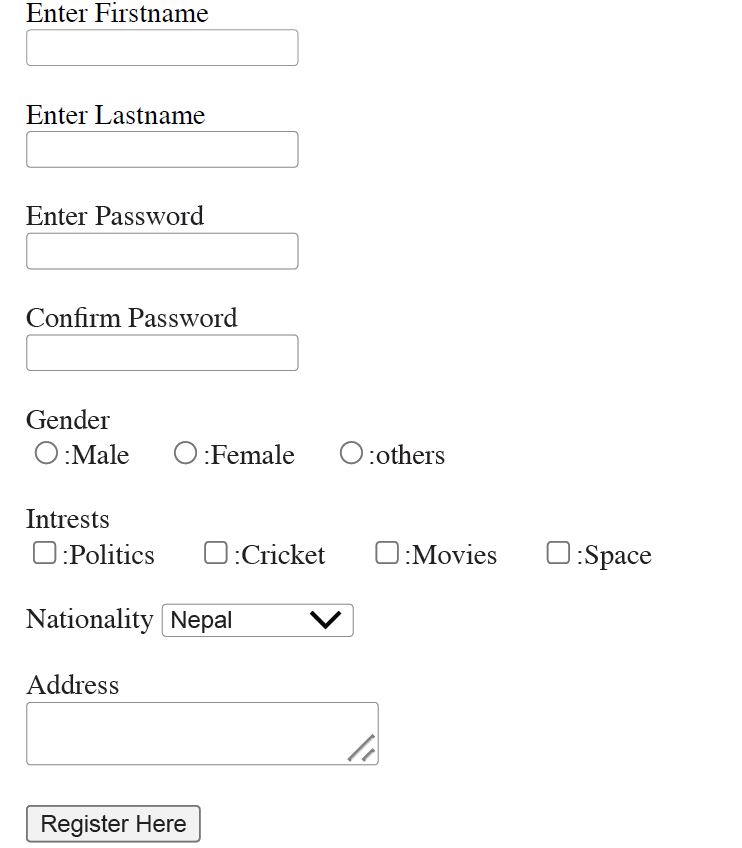 Enter Firstname
Enter Lastname
Enter Password
Confirm Password
Gender
:Male :Female :others
Intrests
:Politics :Cricket :Movies :Space
Nationality Nepal
Address
Register Here